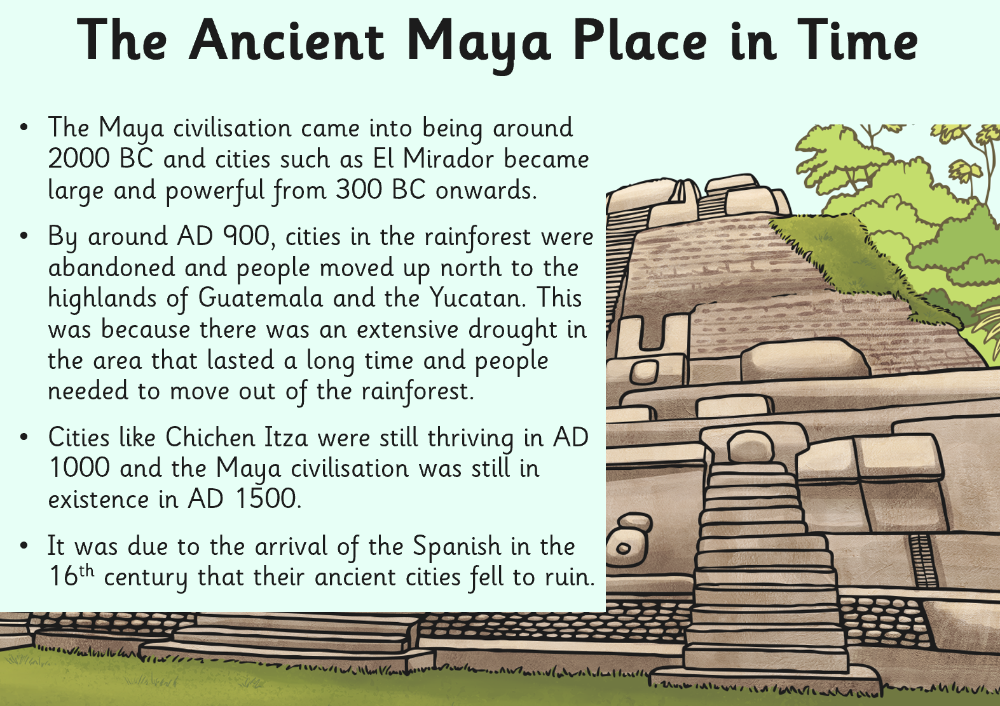 The Ancient Maya Place in Time
• The Maya civilisation came into being around
2000 BC and cities such as El Mirador became
large and powerful from 300 BC onwards.
• By around AD 900, cities in the rainforest were
abandoned and people moved up north to the
highlands of Guatemala and the Yucatan. This
was because there was an extensive drought in
the area that lasted a long time and people
needed to move out of the rainforest.
• Cities like Chichen Itza were still thriving in AD
1000 and the Maya civilisation was still in
existence in AD 1500.
• It was due to the arrival of the Spanish in the
16th century that their ancient cities fell to ruin.